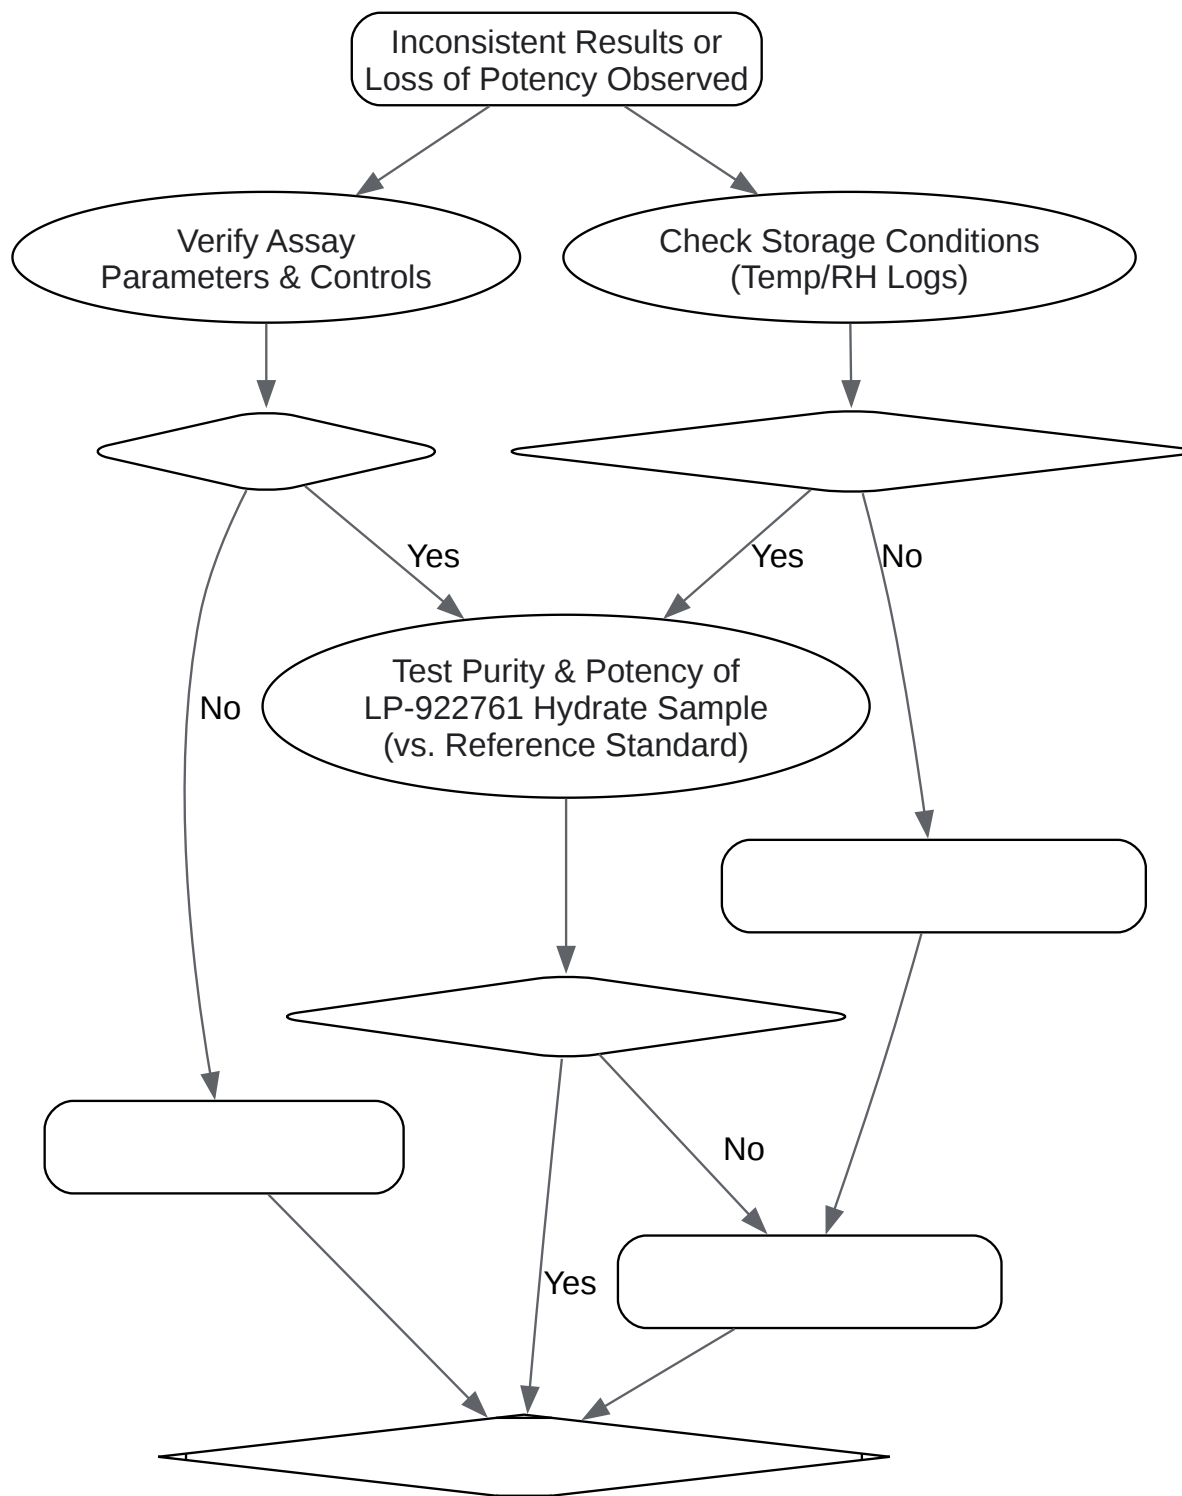 Inconsistent Results or
Loss of Potency Observed
Verify Assay
Parameters & Controls
Check Storage Conditions
(Temp/RH Logs)
Yes
Yes
No
Test Purity & Potency of
LP-922761 Hydrate Sample
(vs. Reference Standard)
No
No
Yes